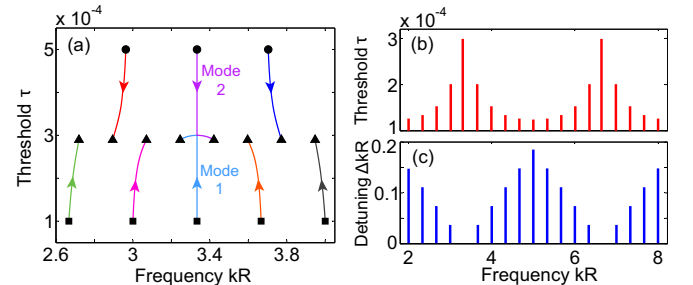 x 10⁻⁴
(a)
Threshold τ
5
3
1
Mode
2
Mode
1
2.6
3
3.4
3.8
Frequency kR
x 10⁻⁴
(b)
Threshold τ
3
2
1
(c)
Detuning ΔkR
0.2
0.1
0
2
4
6
8
Frequency kR